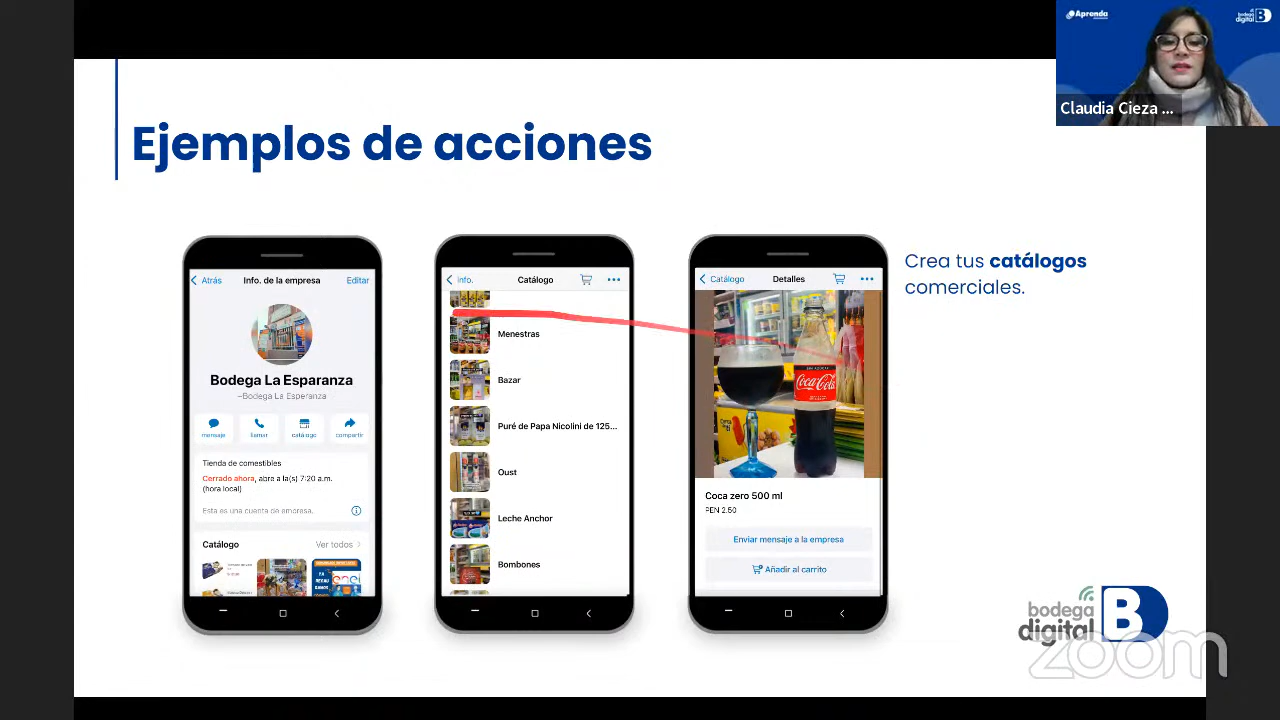 Aprenda
bodega
digital B
Claudia Cieza ...
Ejemplos de acciones
Atrás
Info. de la empresa
Editar
Bodega La Esparanza
~Bodega La Esperanza
mensaje
llamar
catálogo
compartir
Tienda de comestibles
Cerrado ahora, abre a la(s) 7:20 a.m.
(hora local)
Esta es una cuenta de empresa.
Catálogo
Ver todos
Info.
Catálogo
Menestras
Bazar
Puré de Papa Nicolini de 125...
Oust
Leche Anchor
Bombones
Catálogo
Detalles
Coca-Cola
Coca zero 500 ml
PEN 2.50
Enviar mensaje a la empresa
Añadir al carrito
Crea tus catálogos
comerciales.
bodega
digital B
zoom